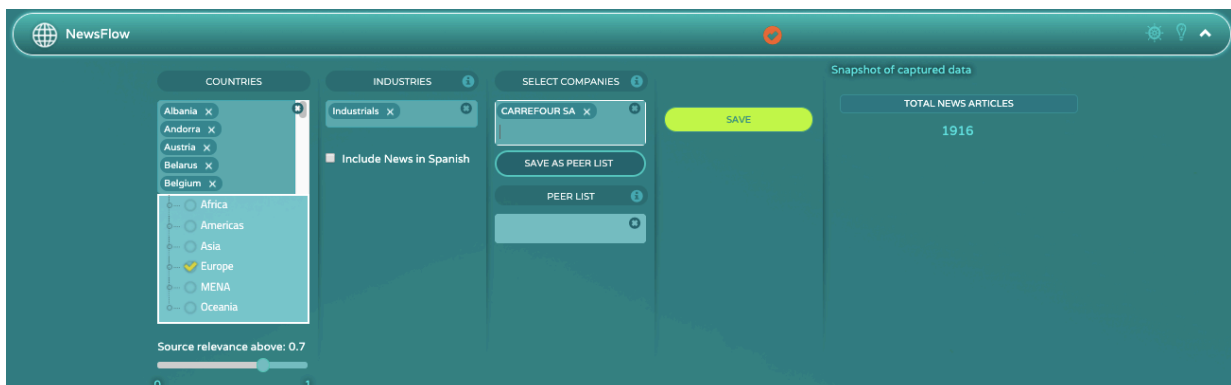 NewsFlow
Snapshot of captured data
COUNTRIES
Albania x
Andorra x
Austria x
Belarus x
Belgium x
Africa
Americas
Asia
Europe
MENA
Oceania
Source relevance above: 0.7
0 1
INDUSTRIES
Industrials x
Include News in Spanish
SELECT COMPANIES
CARREFOUR SA x
SAVE AS PEER LIST
PEER LIST
SAVE
TOTAL NEWS ARTICLES
1916